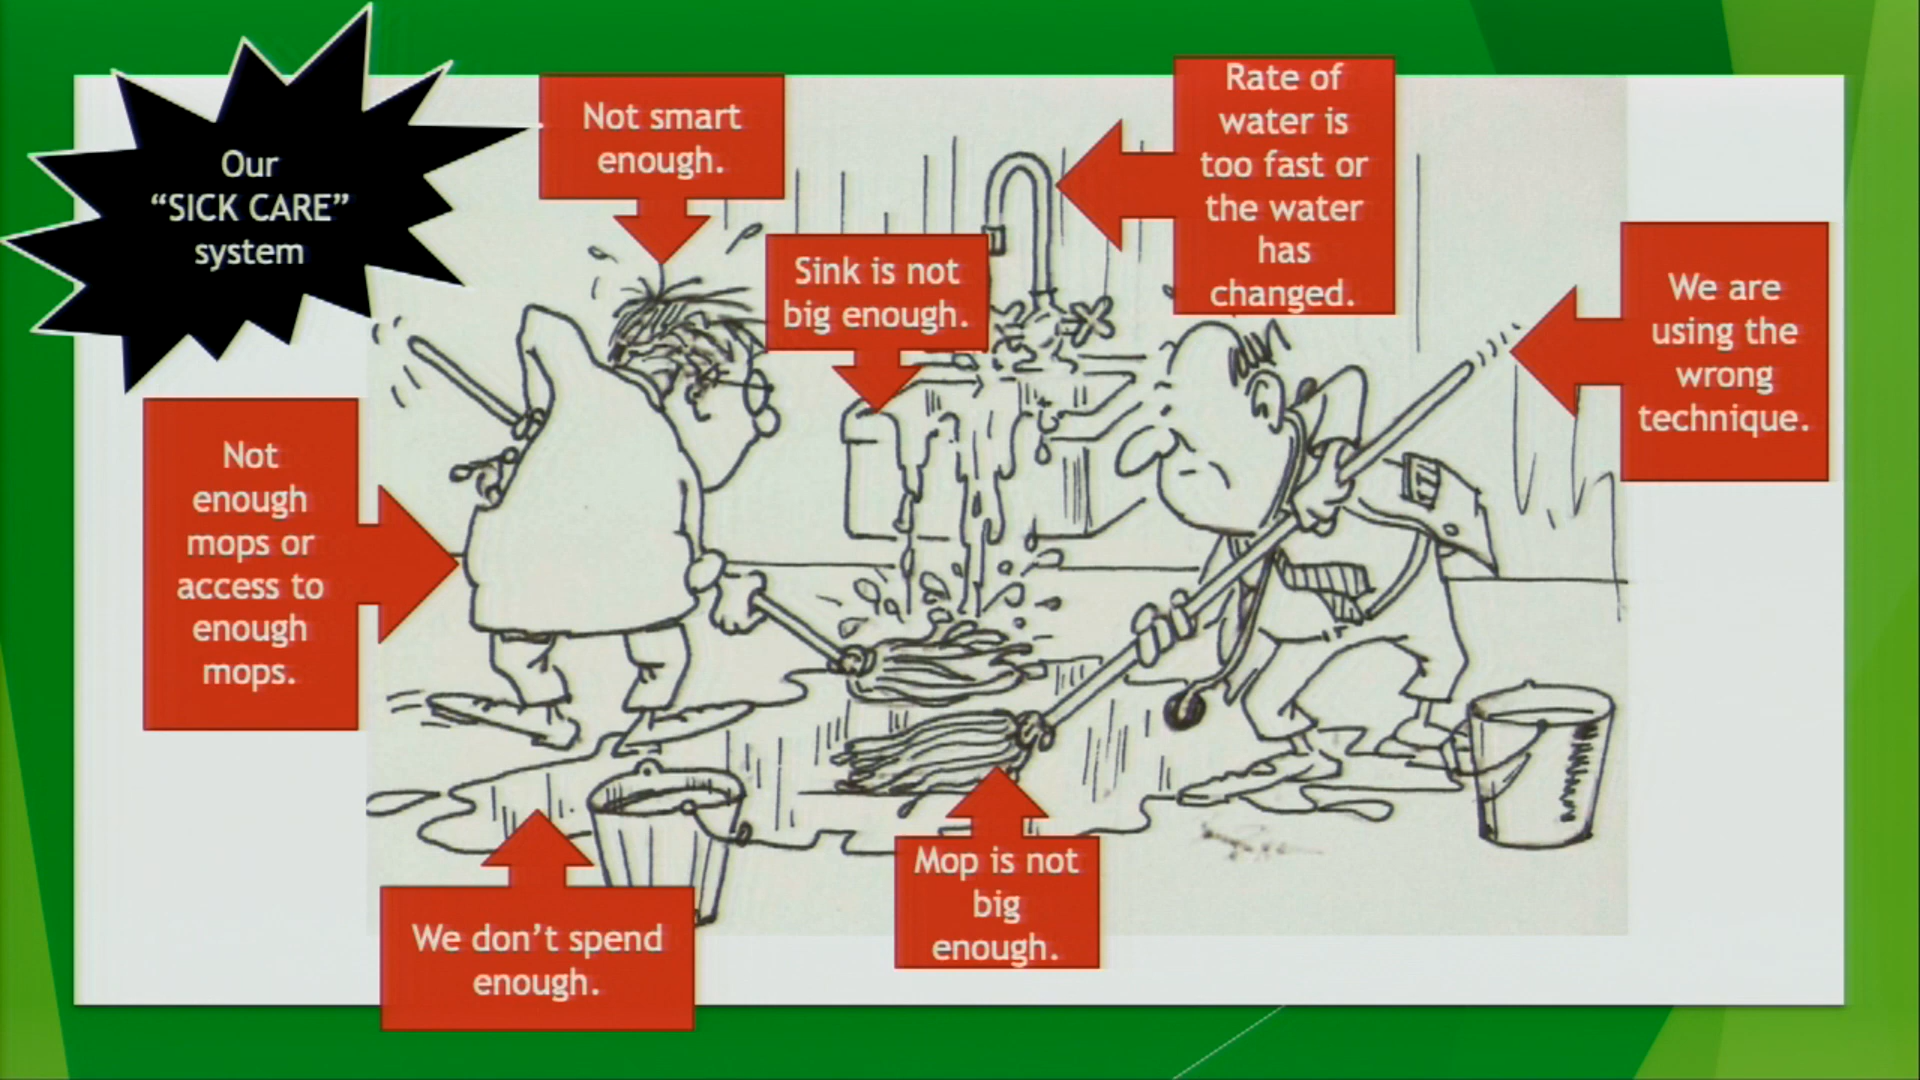 Our
“SICK CARE”
system
Not smart
enough.
Sink is not
big enough.
Rate of
water is
too fast or
the water
has
changed.
We are
using the
wrong
technique.
Not
enough
mops or
access to
enough
mops.
We don’t spend
enough.
Mop is not
big
enough.